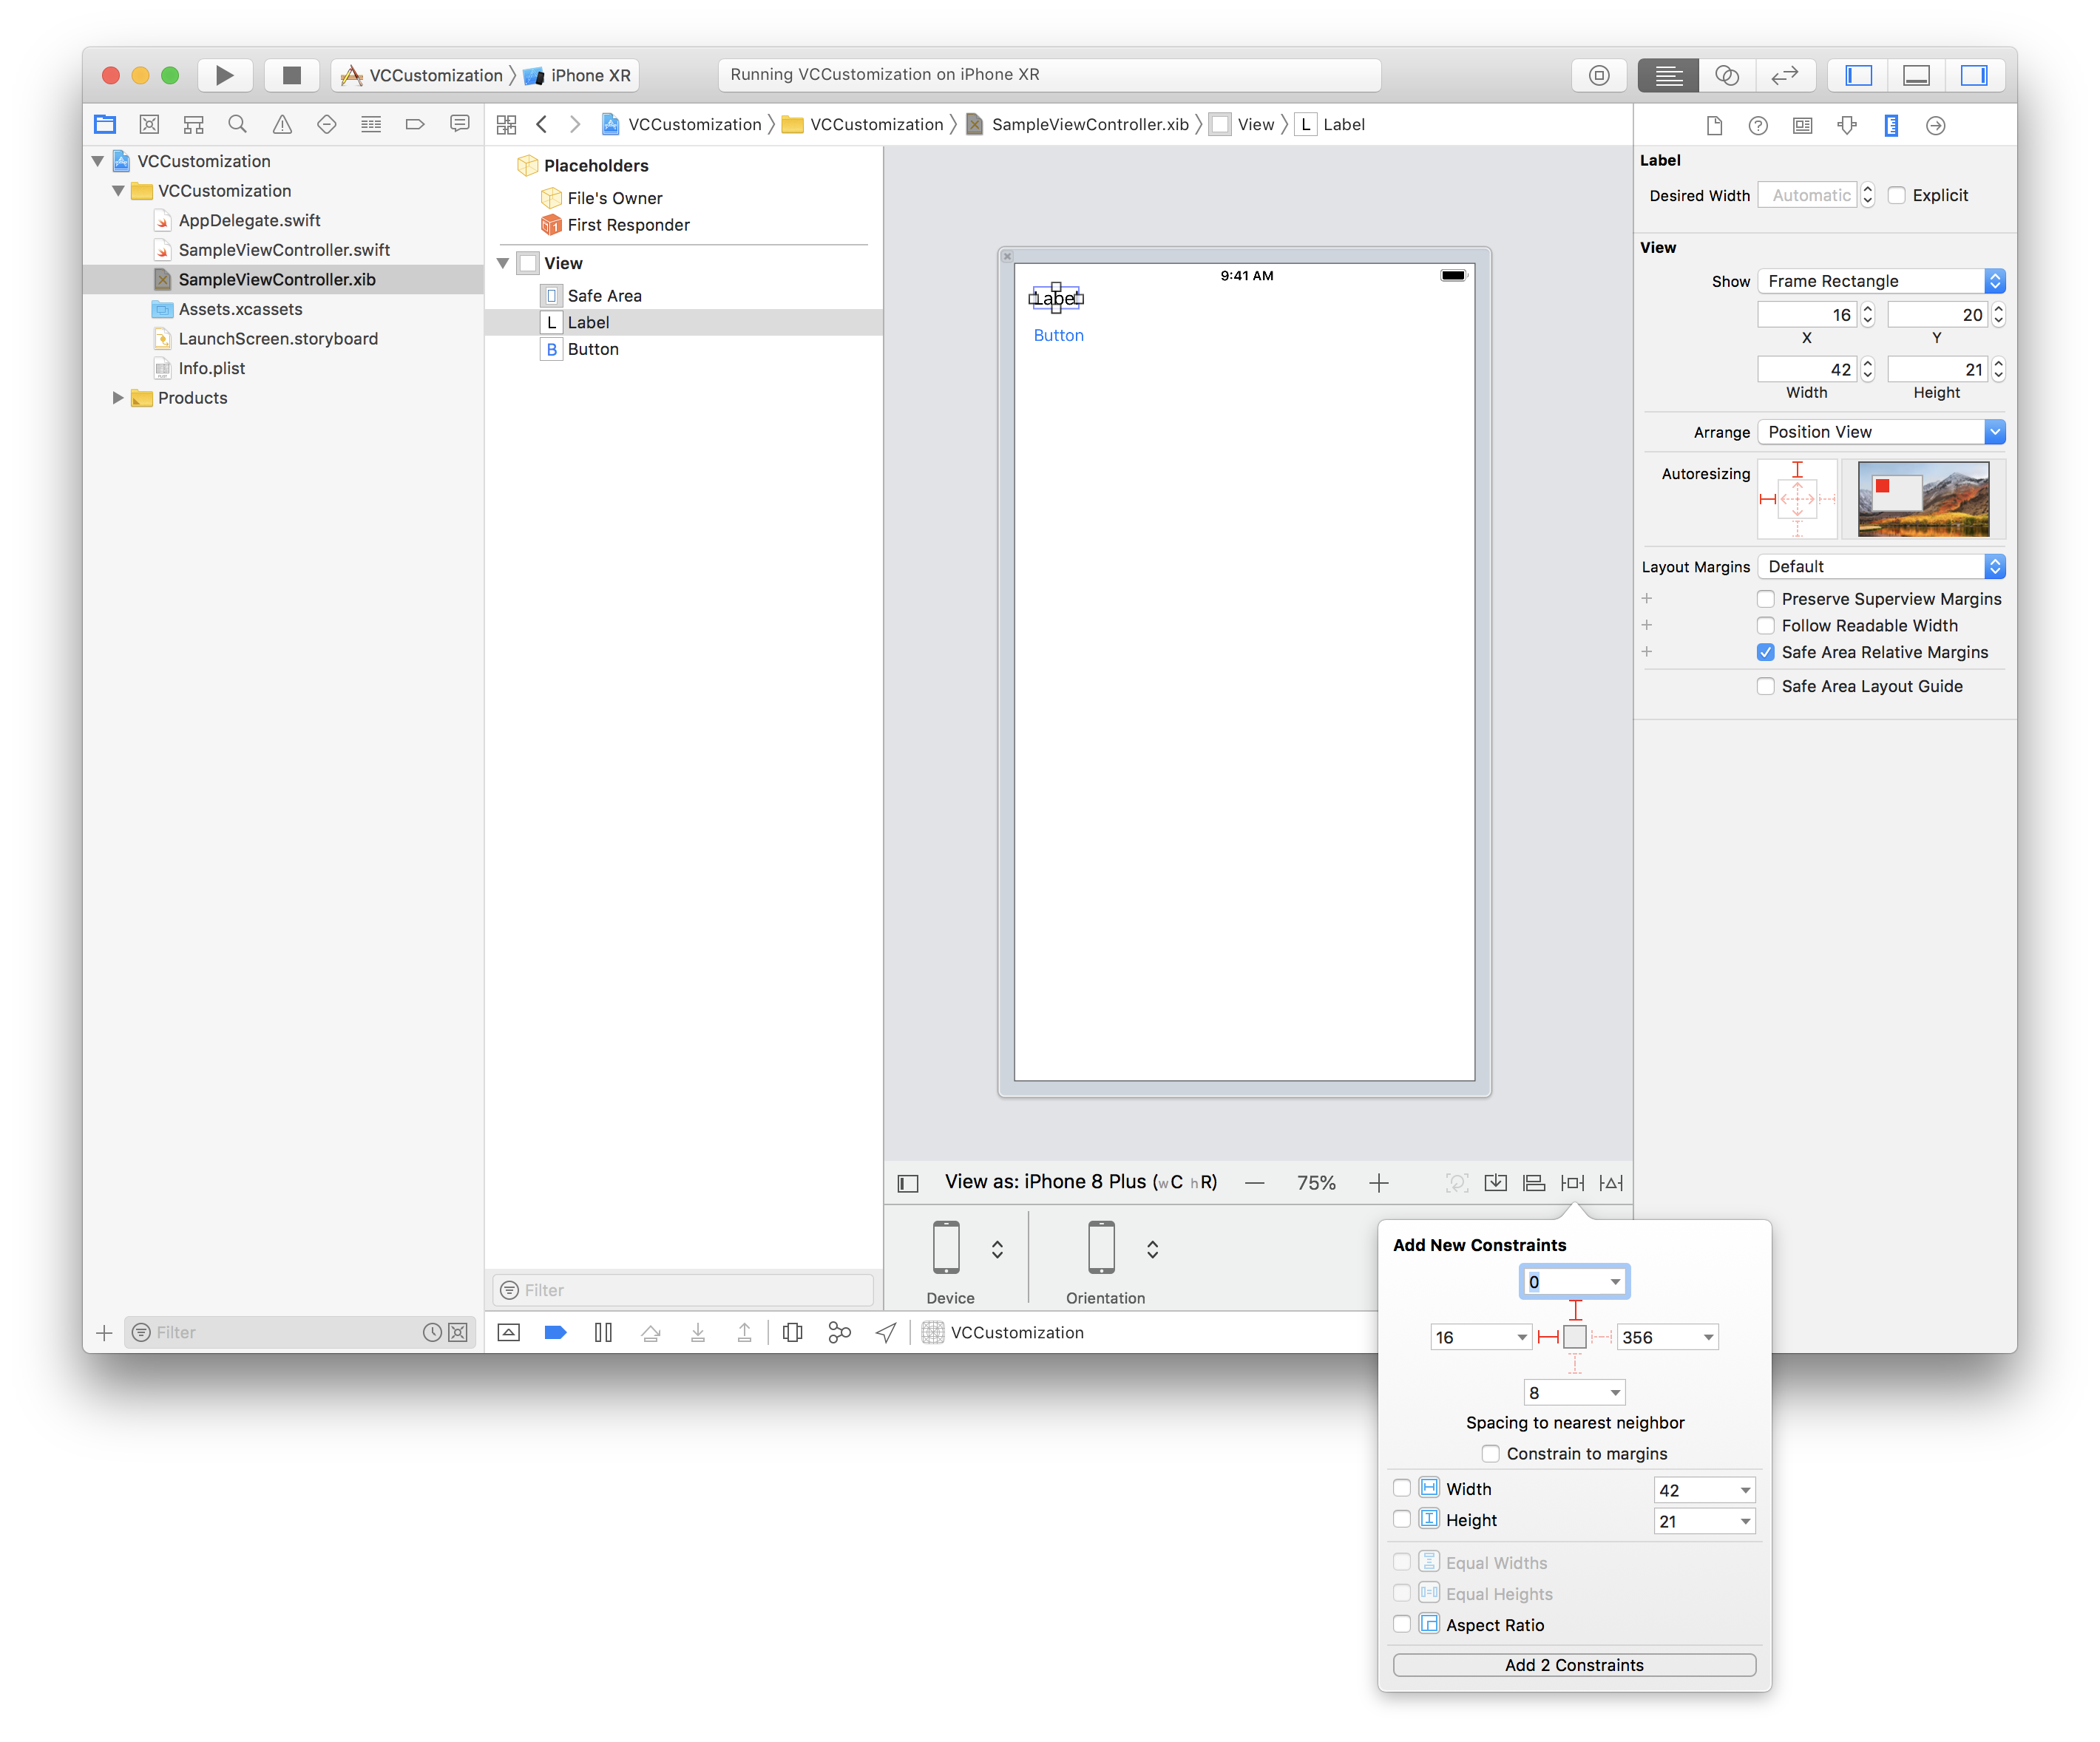 VCCustomization iPhone XR
Running VCCustomization on iPhone XR
VCCustomization VCCustomization SampleViewController.xib View L Label
VCCustomization
VCCustomization
AppDelegate.swift
SampleViewController.swift
SampleViewController.xib
Assets.xcassets
LaunchScreen.storyboard
Info.plist
Products
Filter
Placeholders
File's Owner
First Responder
View
Safe Area
L Label
B Button
Filter
9:41 AM
Label
Button
View as: iPhone 8 Plus (wC hR)
75%
Device
Orientation
VCCustomization
Label
Desired Width Automatic Explicit
View
Show Frame Rectangle
16 20
X Y
42 21
Width Height
Arrange Position View
Autoresizing
Layout Margins Default
Preserve Superview Margins
Follow Readable Width
Safe Area Relative Margins
Safe Area Layout Guide
Add New Constraints
0
16 356
8
Spacing to nearest neighbor
Constrain to margins
Width 42
Height 21
Equal Widths
Equal Heights
Aspect Ratio
Add 2 Constraints